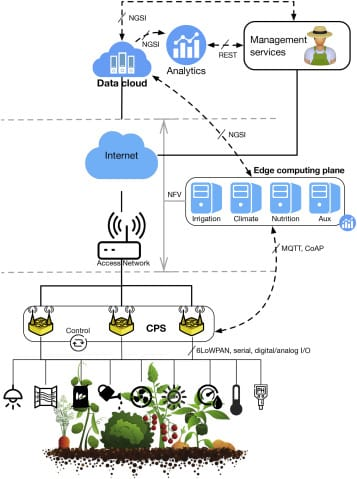 NGSI
NGSI
Management
services
REST
Analytics
Data cloud
NGSI
Internet
Edge computing plane
NFV
Irrigation
Climate
Nutrition
Aux
MQTT, CoAP
Access Network
CPS
Control
6LoWPAN, serial, digital/analog I/O
PH